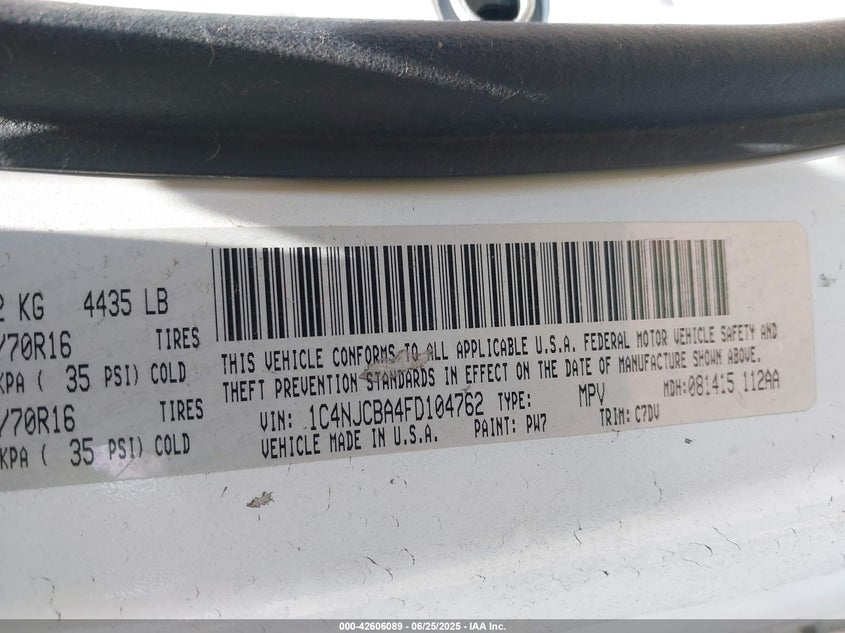 2 KG 4435 LB
/70R16 TIRES
KPA ( 35 PSI) COLD
/70R16 TIRES
KPA ( 35 PSI) COLD
THIS VEHICLE CONFORMS TO ALL APPLICABLE U.S.A. FEDERAL MOTOR VEHICLE SAFETY AND
THEFT PREVENTION STANDARDS IN EFFECT ON THE DATE OF MANUFACTURE SHOWN ABOVE.
VIN: 1C4NJCBA4FD104762 TYPE: MPV MDH:081415 112AA
VEHICLE MADE IN U.S.A. PAINT: PW7 TRIM: C7DV
000-42606089 - 06/25/2025 - IAA Inc.